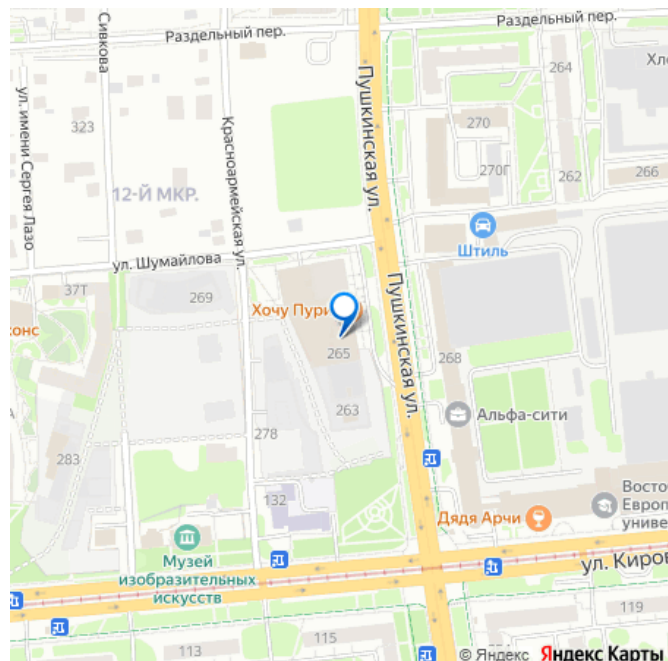 Сивкова
Раздельный пер.
Пушкинская ул.
264
Хле
ул. имени Сергея Лазо
323
Красноармейская ул.
270
270Г
262
266
12-Й МКР.
Штиль
ул. Шумайлова
Пушкинская ул.
37Т
269
Хочу Пури
конс
265
268
263
Альфа-сити
278
283
132
Дядя Арчи
Восто
Европ
универ
Музей
изобразительных
искусств
ул. Киров
119
115
113
© Яндекс Яндекс Карты